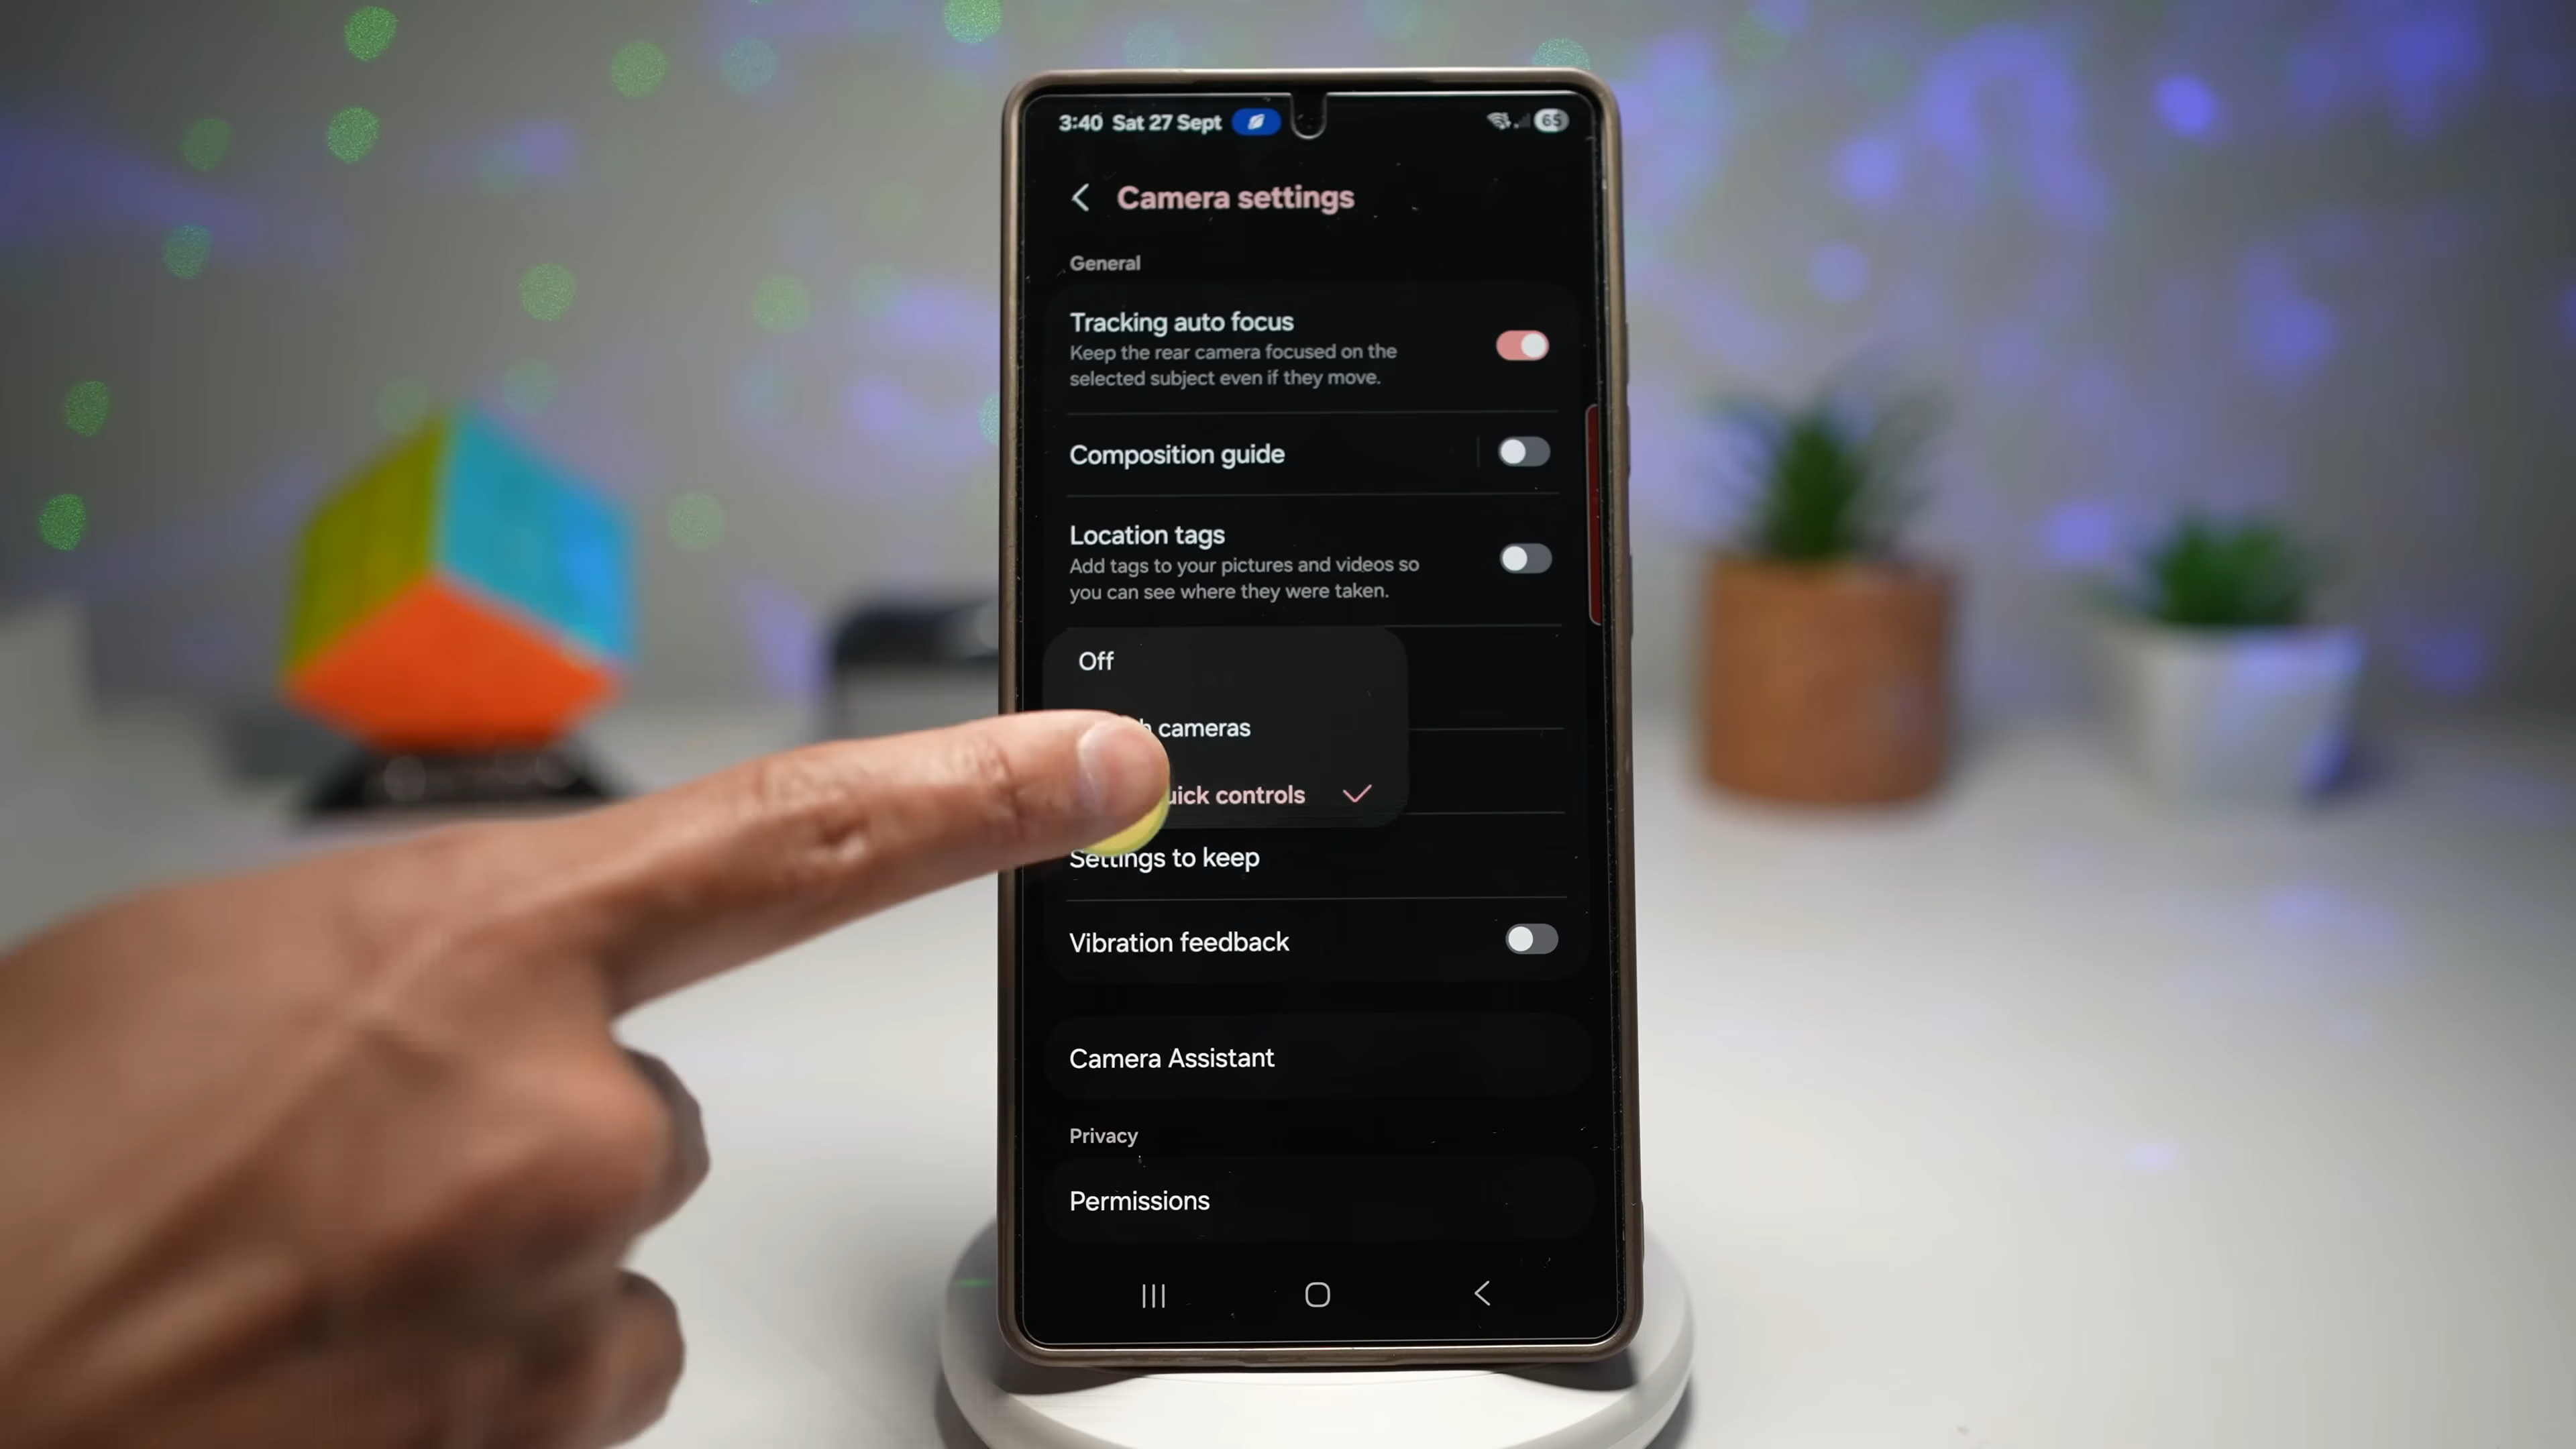 3:40 Sat 27 Sept
65
Camera settings
General
Tracking auto focus
Keep the rear camera focused on the
selected subject even if they move.
Composition guide
Location tags
Add tags to your pictures and videos so
you can see where they were taken.
Off
cameras
controls
Settings to keep
Vibration feedback
Camera Assistant
Privacy
Permissions